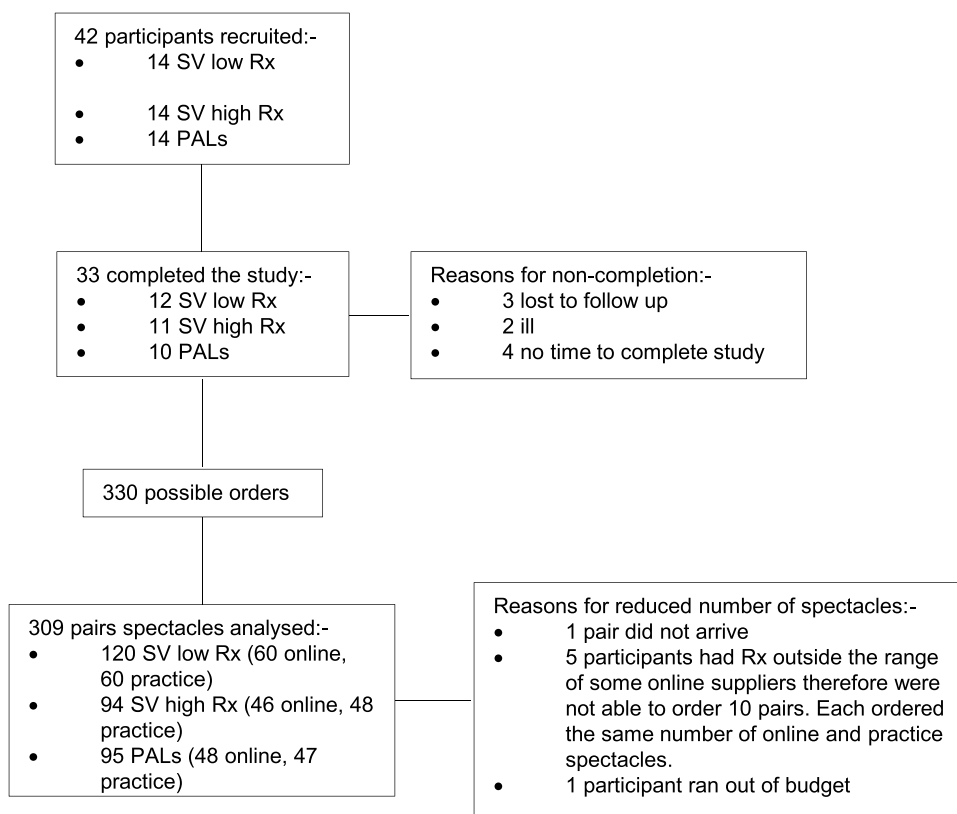 42 participants recruited:-
• 14 SV low Rx
• 14 SV high Rx
• 14 PALs
33 completed the study:-
• 12 SV low Rx
• 11 SV high Rx
• 10 PALs
Reasons for non-completion:-
• 3 lost to follow up
• 2 ill
• 4 no time to complete study
330 possible orders
309 pairs spectacles analysed:-
• 120 SV low Rx (60 online,
60 practice)
• 94 SV high Rx (46 online, 48
practice)
• 95 PALs (48 online, 47
practice)
Reasons for reduced number of spectacles:-
• 1 pair did not arrive
• 5 participants had Rx outside the range
of some online suppliers therefore were
not able to order 10 pairs. Each ordered
the same number of online and practice
spectacles.
• 1 participant ran out of budget